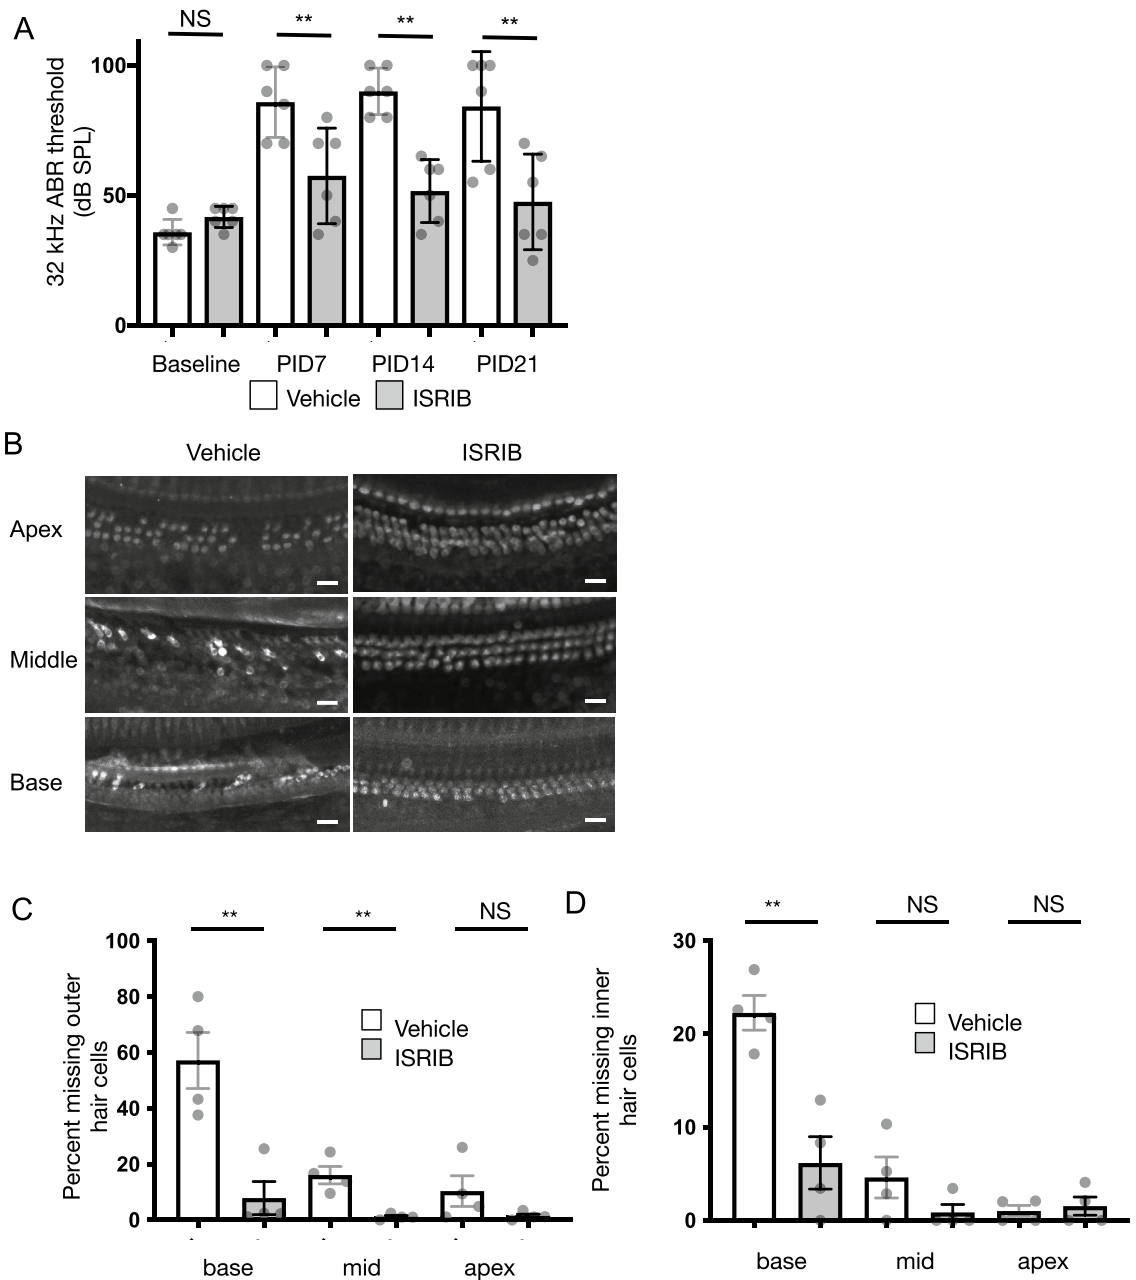 A
NS ** ** **
32 kHz ABR threshold
(dB SPL)
100
50
0
Baseline PID7 PID14 PID21
Vehicle ISRIB
B
Vehicle ISRIB
Apex
Middle
Base
C
** ** NS
Percent missing outer
hair cells
100
80
60
40
20
0
Vehicle
ISRIB
base mid apex
D
** NS NS
Percent missing inner
hair cells
30
20
10
0
Vehicle
ISRIB
base mid apex